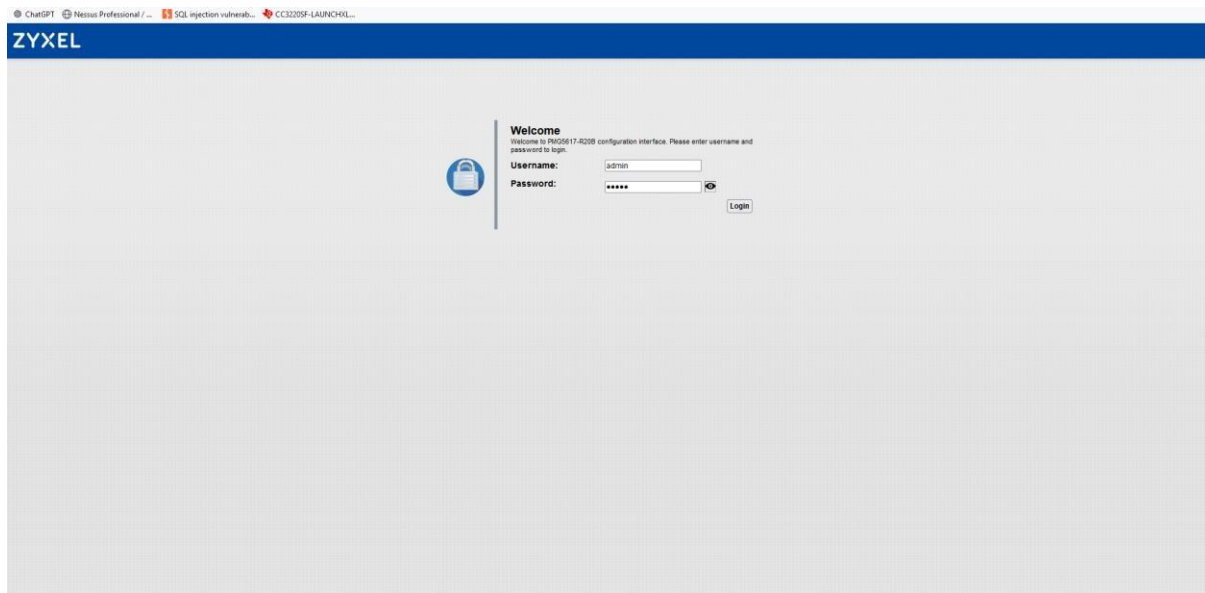 ChatGPT Nessus Professional / ... SQL injection vulnerab... CC3220SF-LAUNCHXL...
ZYXEL
Welcome
Welcome to PMG5617-R20B configuration interface. Please enter username and
password to login.
Username: admin
Password: •••••
Login